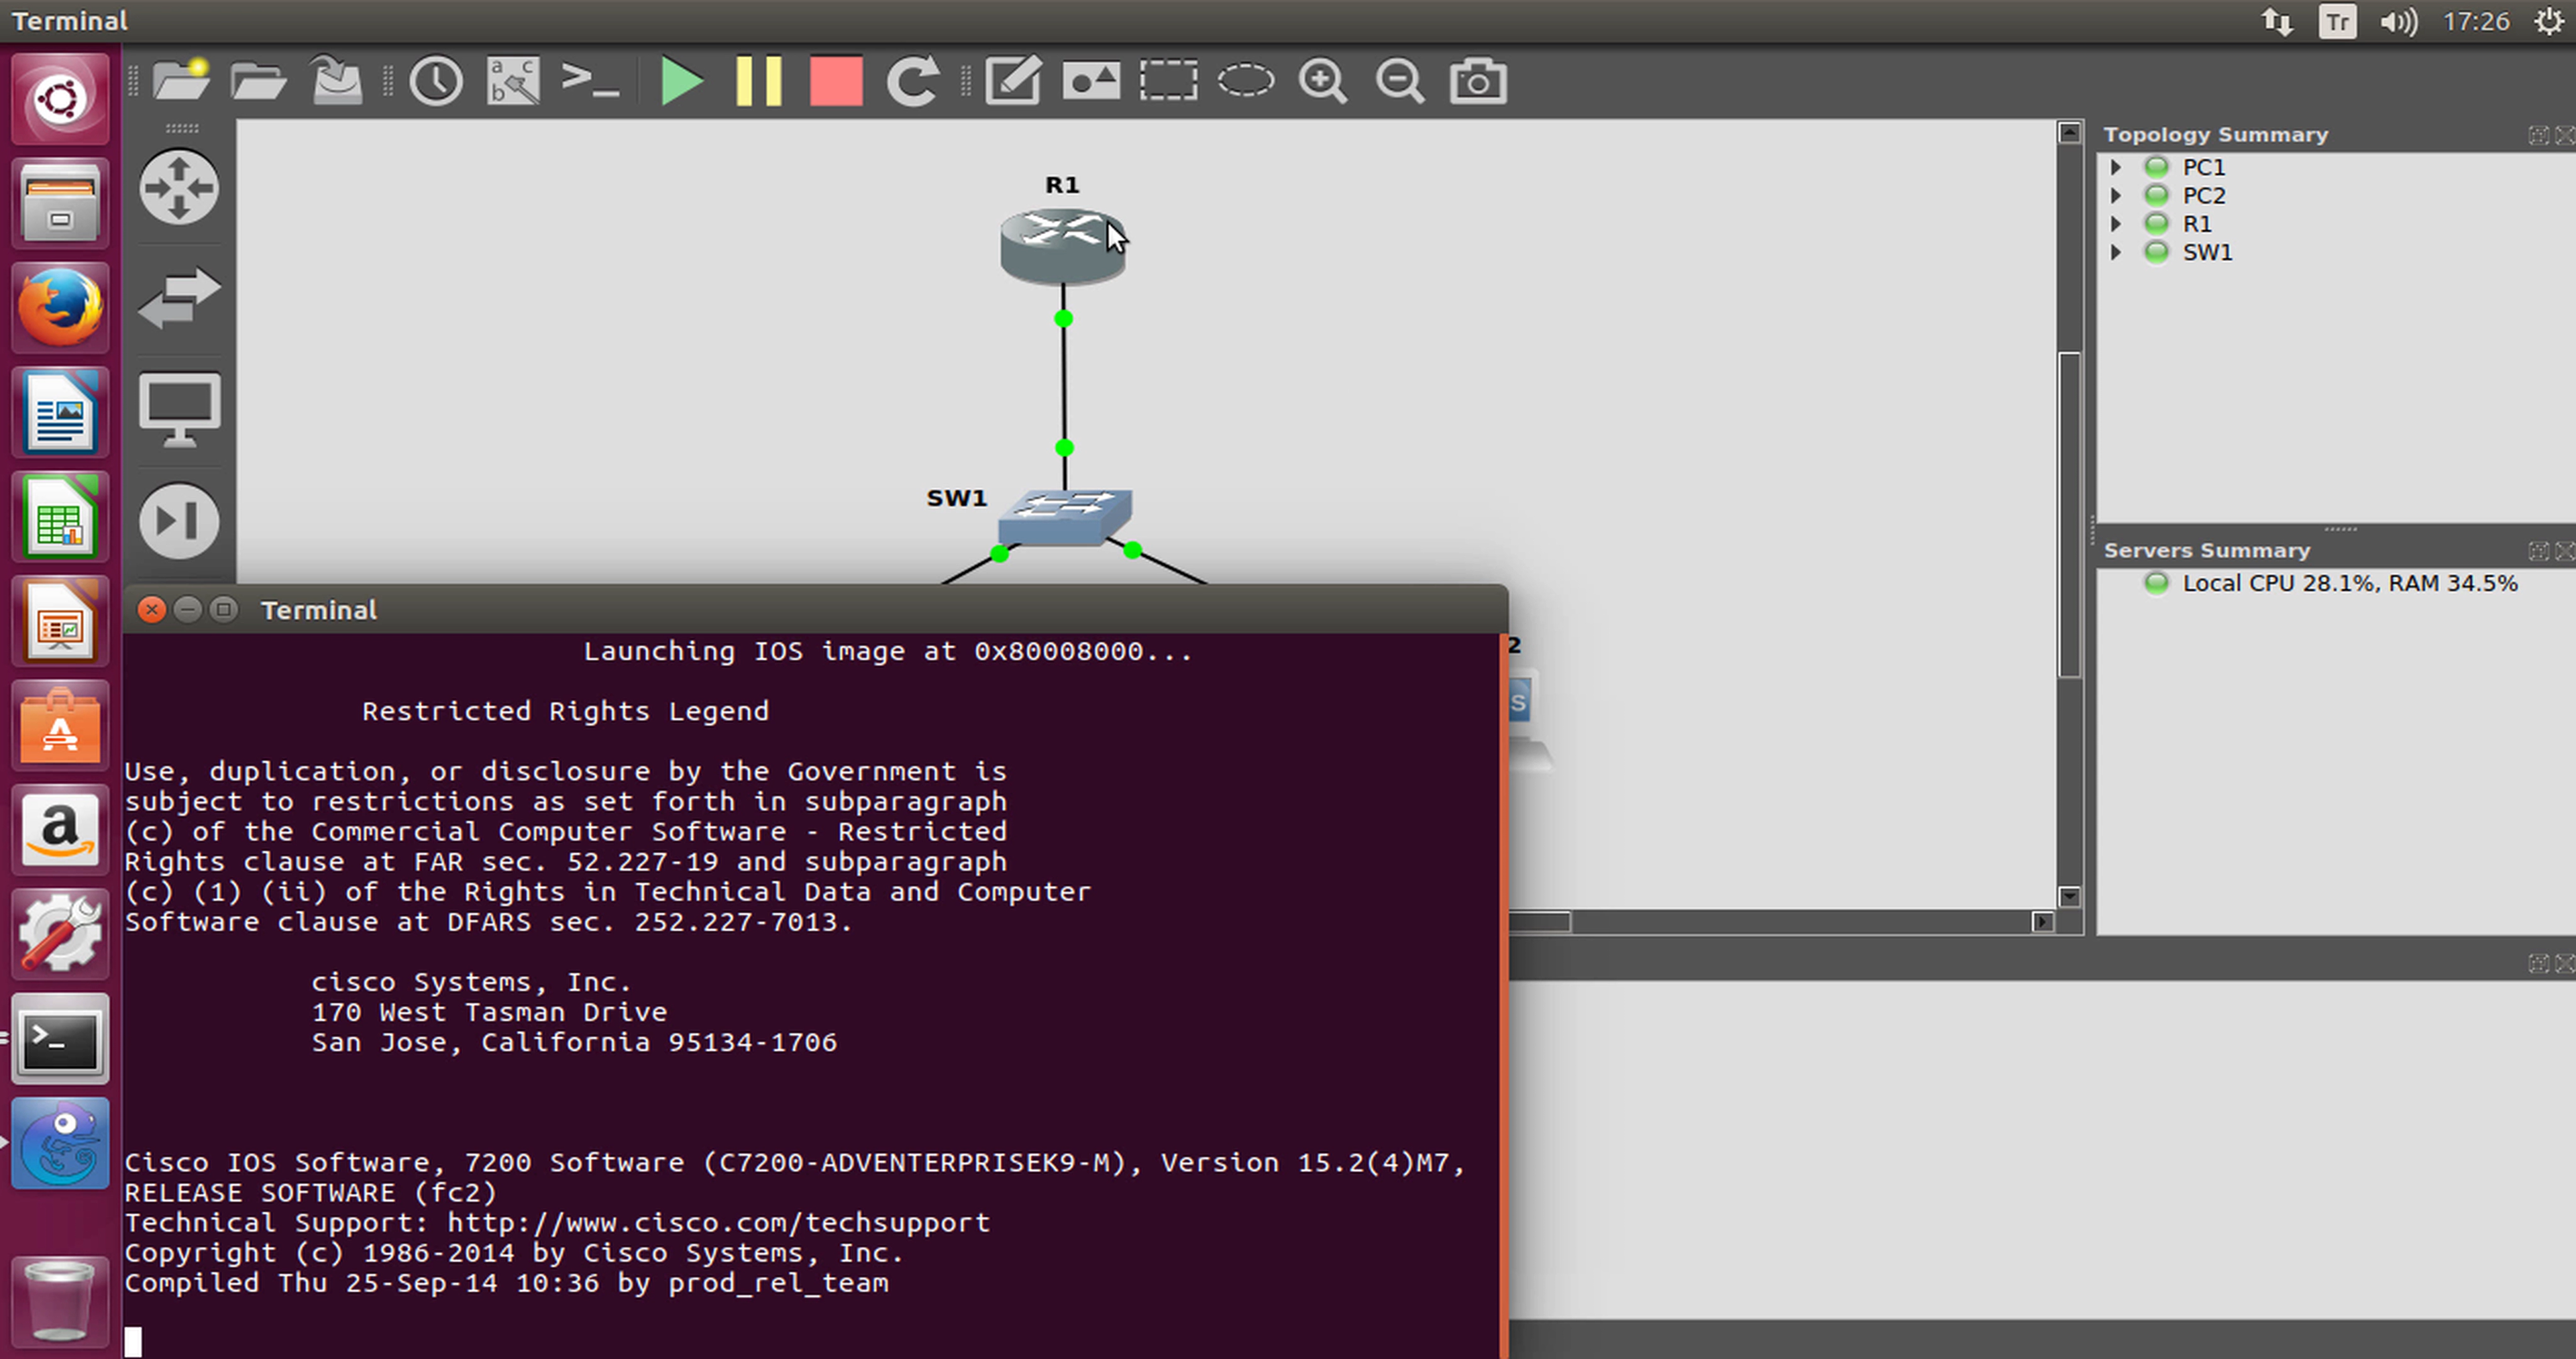 Terminal
Tr
17:26
a c
b
>_
R1
SW1
2
S
Topology Summary
PC1
PC2
R1
SW1
Servers Summary
Local CPU 28.1%, RAM 34.5%
Terminal
Launching IOS image at 0x80008000...
Restricted Rights Legend
Use, duplication, or disclosure by the Government is
subject to restrictions as set forth in subparagraph
(c) of the Commercial Computer Software - Restricted
Rights clause at FAR sec. 52.227-19 and subparagraph
(c) (1) (ii) of the Rights in Technical Data and Computer
Software clause at DFARS sec. 252.227-7013.
cisco Systems, Inc.
170 West Tasman Drive
San Jose, California 95134-1706
Cisco IOS Software, 7200 Software (C7200-ADVENTERPRISEK9-M), Version 15.2(4)M7,
RELEASE SOFTWARE (fc2)
Technical Support: http://www.cisco.com/techsupport
Copyright (c) 1986-2014 by Cisco Systems, Inc.
Compiled Thu 25-Sep-14 10:36 by prod_rel_team